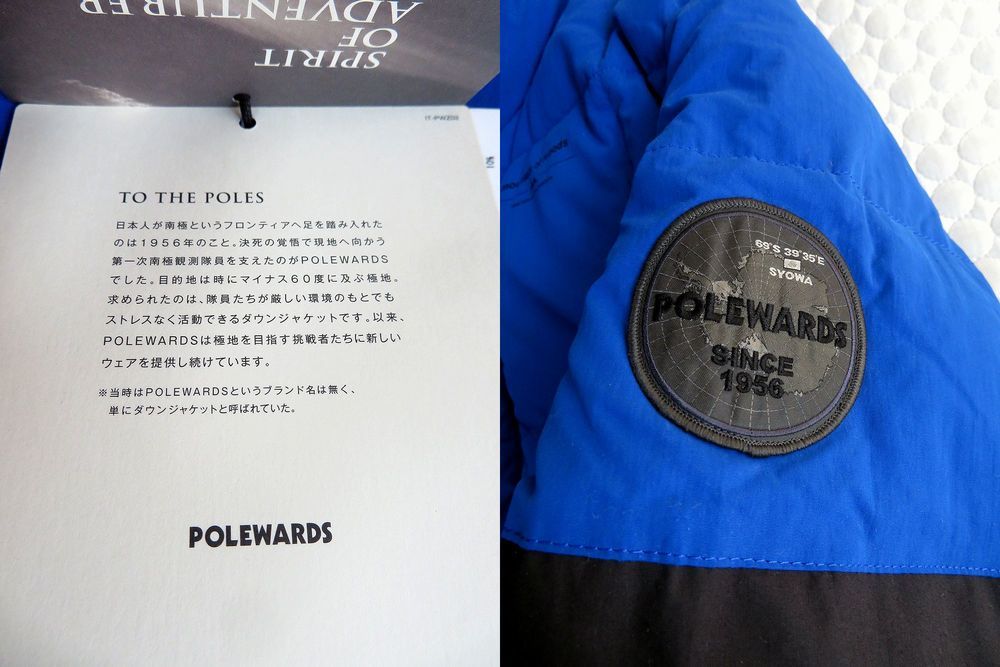 SPIRIT
OF
ADVENTURER
TO THE POLES
日本人が南極というフロンティアへ足を踏み入れた
のは1956年のこと。決死の覚悟で現地へ向かう
第一次南極観測隊員を支えたのがPOLEWARDS
でした。目的地は時にマイナス60度に及ぶ極地。
求められたのは、隊員たちが厳しい環境のもとでも
ストレスなく活動できるダウンジャケットです。以来、
POLEWARDSは極地を目指す挑戦者たちに新しい
ウェアを提供し続けています。
※当時はPOLEWARDSというブランド名は無く、
単にダウンジャケットと呼ばれていた。
POLEWARDS
69°S 39°35'E
SYOWA
POLEWARDS
SINCE
1956